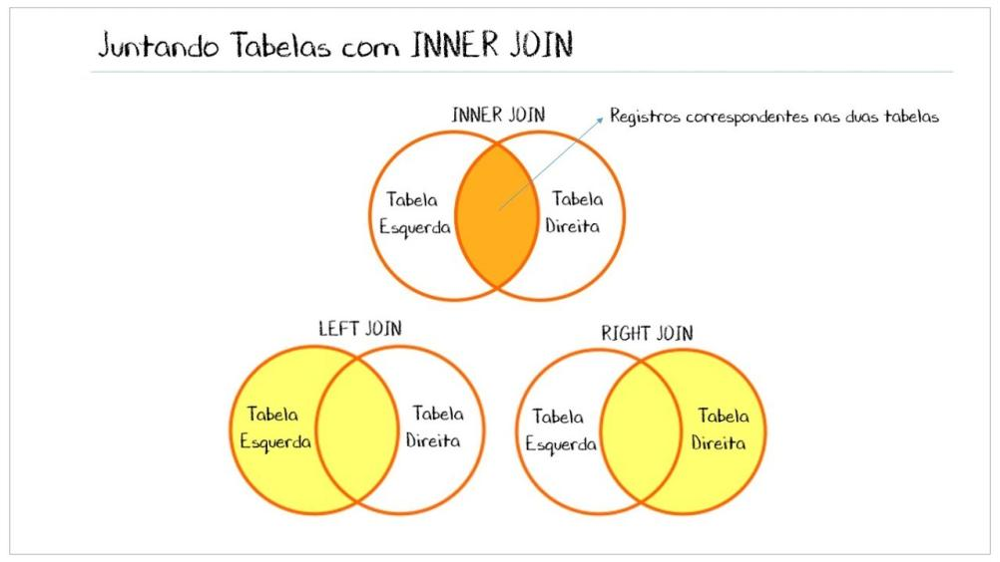 Juntando Tabelas com INNER JOIN
INNER JOIN
Registros correspondentes nas duas tabelas
Tabela
Esquerda
Tabela
Direita
LEFT JOIN
Tabela
Esquerda
Tabela
Direita
RIGHT JOIN
Tabela
Esquerda
Tabela
Direita